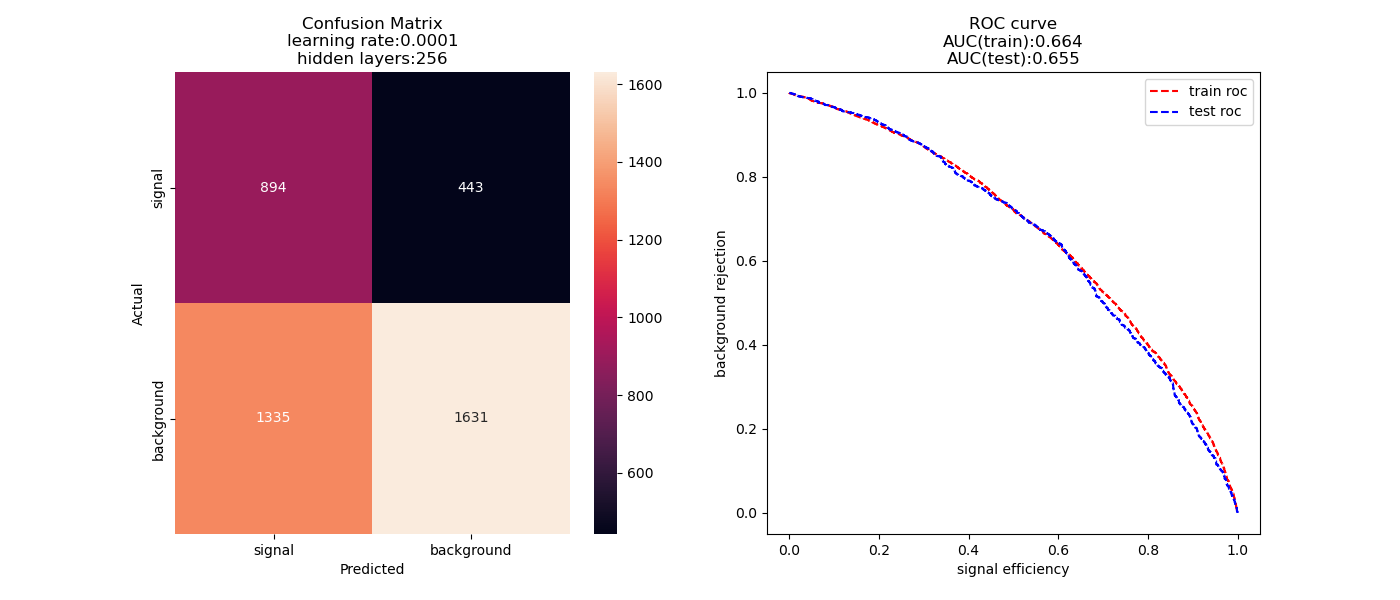 Confusion Matrix
learning rate:0.0001
hidden layers:256
signal
background
Actual
894
443
1335
1631
signal
background
Predicted
1600
1400
1200
1000
800
600
ROC curve
AUC(train):0.664
AUC(test):0.655
train roc
test roc
background rejection
1.0
0.8
0.6
0.4
0.2
0.0
0.0
0.2
0.4
0.6
0.8
1.0
signal efficiency